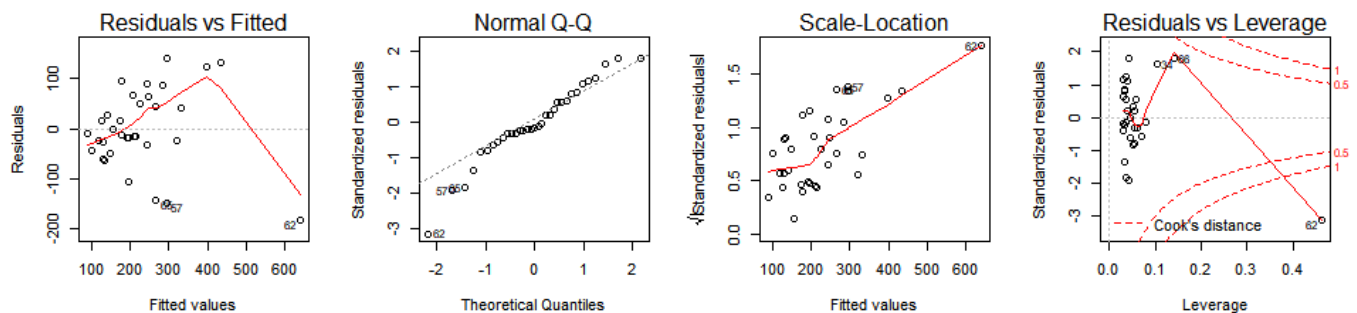 Residuals vs Fitted
Residuals
100
0
-100
-200
57
62
100 200 300 400 500 600
Fitted values
Normal Q-Q
Standardized residuals
2
1
0
-1
-2
-3
57
65
62
-2 -1 0 1 2
Theoretical Quantiles
Scale-Location
√|Standardized residuals|
1.5
1.0
0.5
0.0
62
57
100 200 300 400 500 600
Fitted values
Residuals vs Leverage
Standardized residuals
2
1
0
-1
-2
-3
34
66
1
0.5
0.5
1
62
Cook's distance
0.0 0.1 0.2 0.3 0.4
Leverage